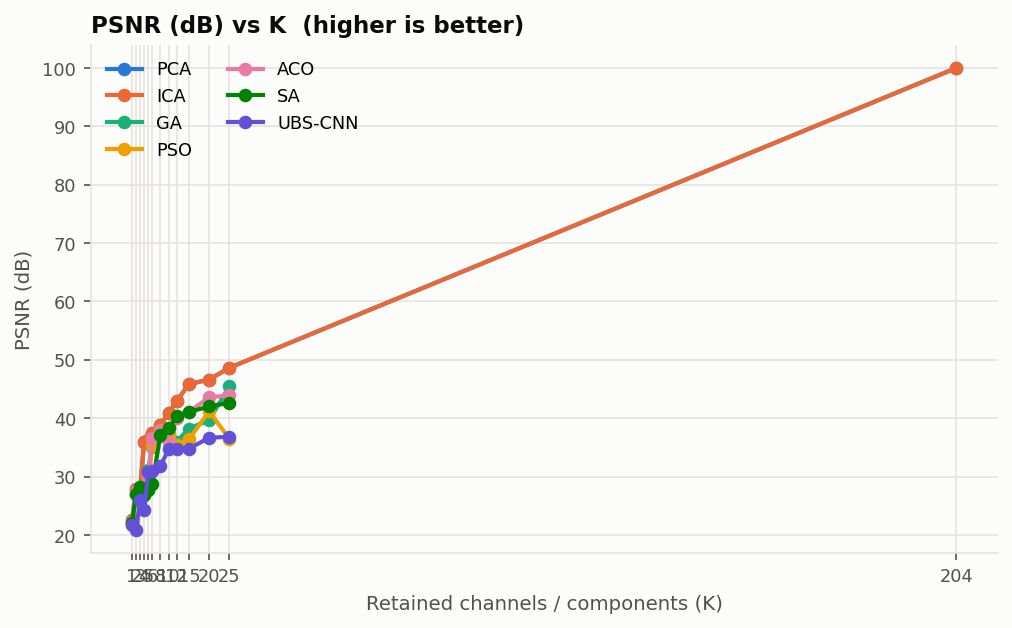 PSNR (dB) vs K  (higher is better)
PCA
ICA
GA
PSO
ACO
SA
UBS-CNN
PSNR (dB)
100
90
80
70
60
50
40
30
20
20
25
204
Retained channels / components (K)